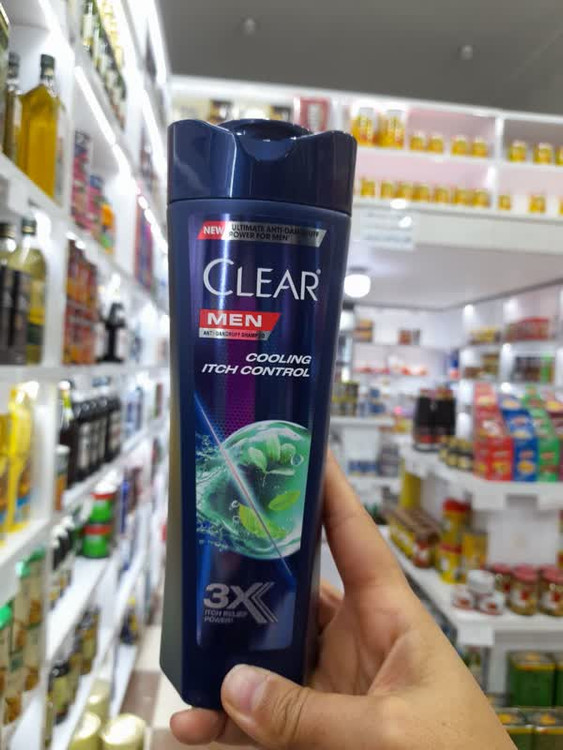 NEW ULTIMATE ANTI-DANDRUFF
POWER FOR MEN
CLEAR
MEN
ANTI-DANDRUFF SHAMPOO
COOLING
ITCH CONTROL
3X
ITCH RELIEF
POWER